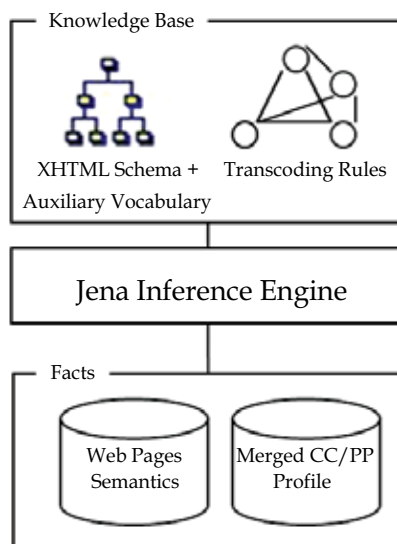 Knowledge Base
XHTML Schema +
Auxiliary Vocabulary
Transcoding Rules
Jena Inference Engine
Facts
Web Pages
Semantics
Merged CC/PP
Profile